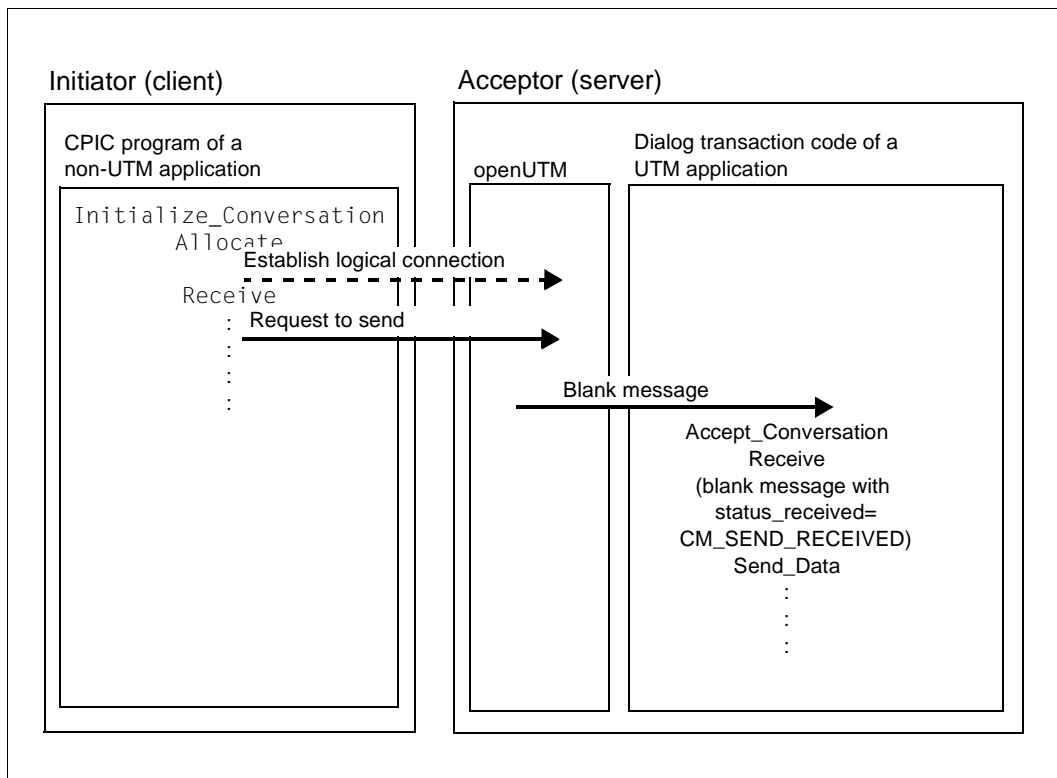 Initiator (client)
Acceptor (server)
CPIC program of a
non-UTM application
openUTM
Dialog transaction code of a
UTM application
Initialize_Conversation
Allocate
Establish logical connection
Receive
:
Request to send
:
:
:
Blank message
Accept_Conversation
Receive
(blank message with
status_received=
CM_SEND_RECEIVED)
Send_Data
:
:
: